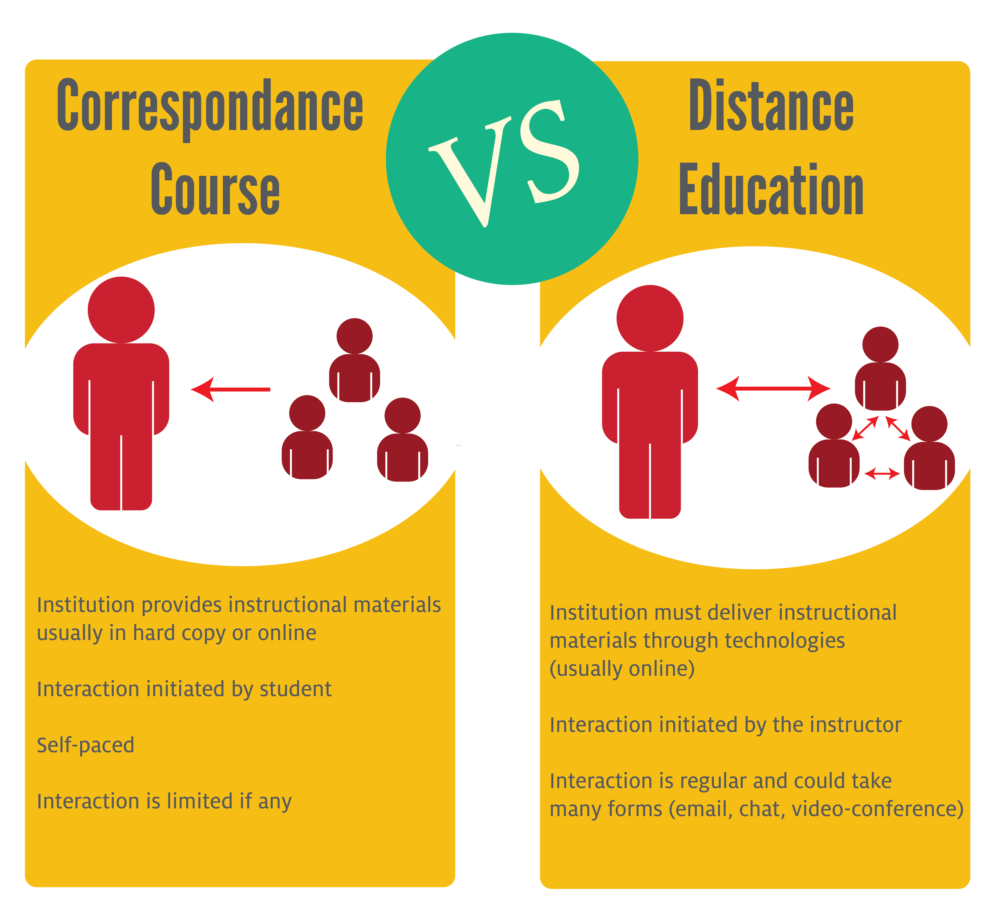 Correspondance
Course
VS
Distance
Education
Institution provides instructional materials
usually in hard copy or online
Interaction initiated by student
Self-paced
Interaction is limited if any
Institution must deliver instructional
materials through technologies
(usually online)
Interaction initiated by the instructor
Interaction is regular and could take
many forms (email, chat, video-conference)